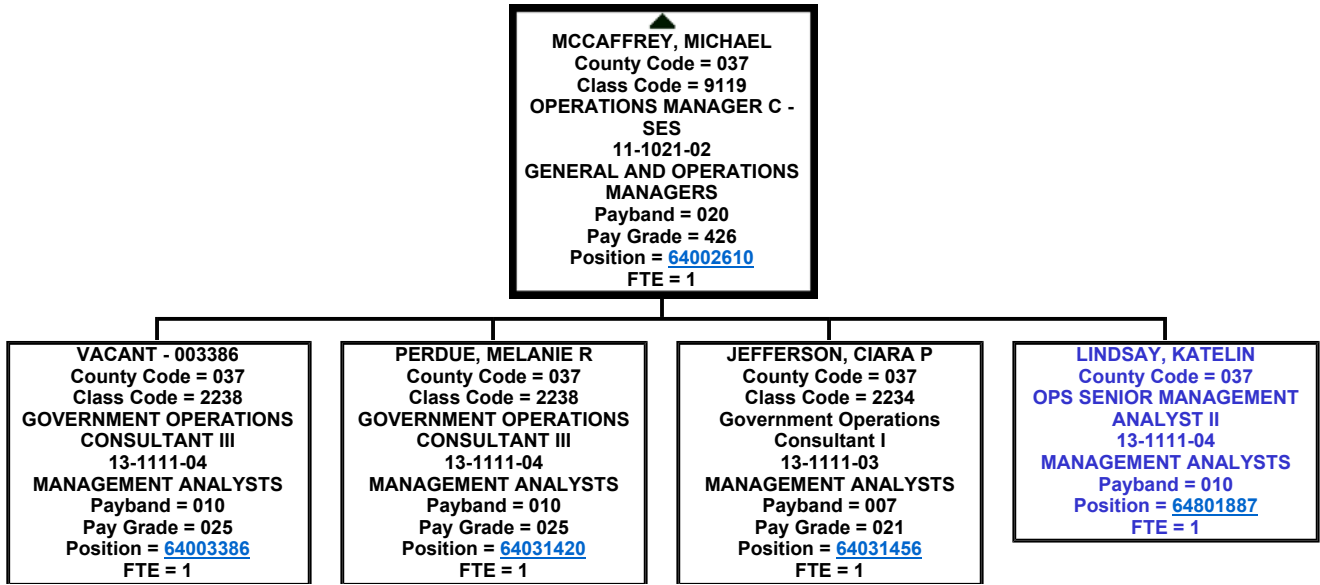 MCCAFFREY, MICHAEL
County Code = 037
Class Code = 9119
OPERATIONS MANAGER C -
SES
11-1021-02
GENERAL AND OPERATIONS
MANAGERS
Payband = 020
Pay Grade = 426
Position = 64002610
FTE = 1
VACANT - 003386
County Code = 037
Class Code = 2238
GOVERNMENT OPERATIONS
CONSULTANT III
13-1111-04
MANAGEMENT ANALYSTS
Payband = 010
Pay Grade = 025
Position = 64003386
FTE = 1
PERDUE, MELANIE R
County Code = 037
Class Code = 2238
GOVERNMENT OPERATIONS
CONSULTANT III
13-1111-04
MANAGEMENT ANALYSTS
Payband = 010
Pay Grade = 025
Position = 64031420
FTE = 1
JEFFERSON, CIARA P
County Code = 037
Class Code = 2234
Government Operations
Consultant I
13-1111-03
MANAGEMENT ANALYSTS
Payband = 007
Pay Grade = 021
Position = 64031456
FTE = 1
LINDSAY, KATELIN
County Code = 037
OPS SENIOR MANAGEMENT
ANALYST II
13-1111-04
MANAGEMENT ANALYSTS
Payband = 010
Position = 64801887
FTE = 1